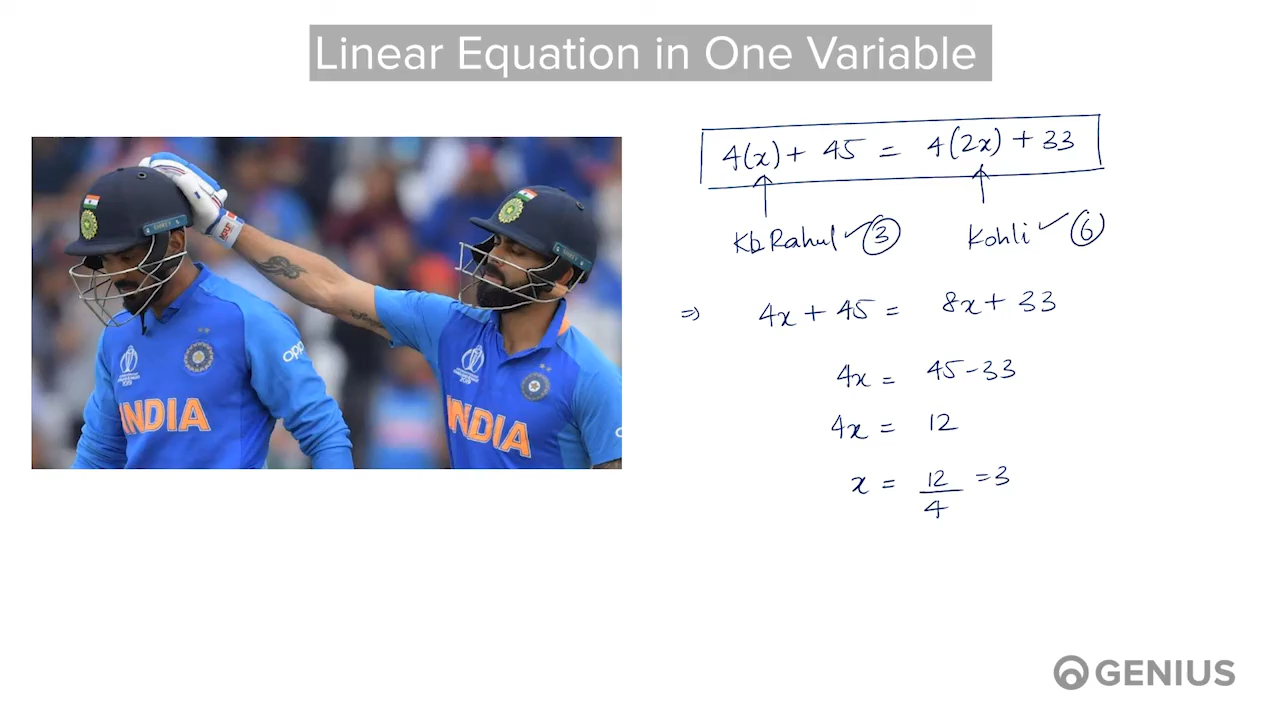 Linear Equation in One Variable
4(x) + 45 = 4(2x) + 33
KL Rahul ✓ 3 Kohli ✓ 6
⇒ 4x + 45 = 8x + 33
4x = 45 - 33
4x = 12
x = 12/4 = 3
oppo
INDIA
INDIA
GENIUS